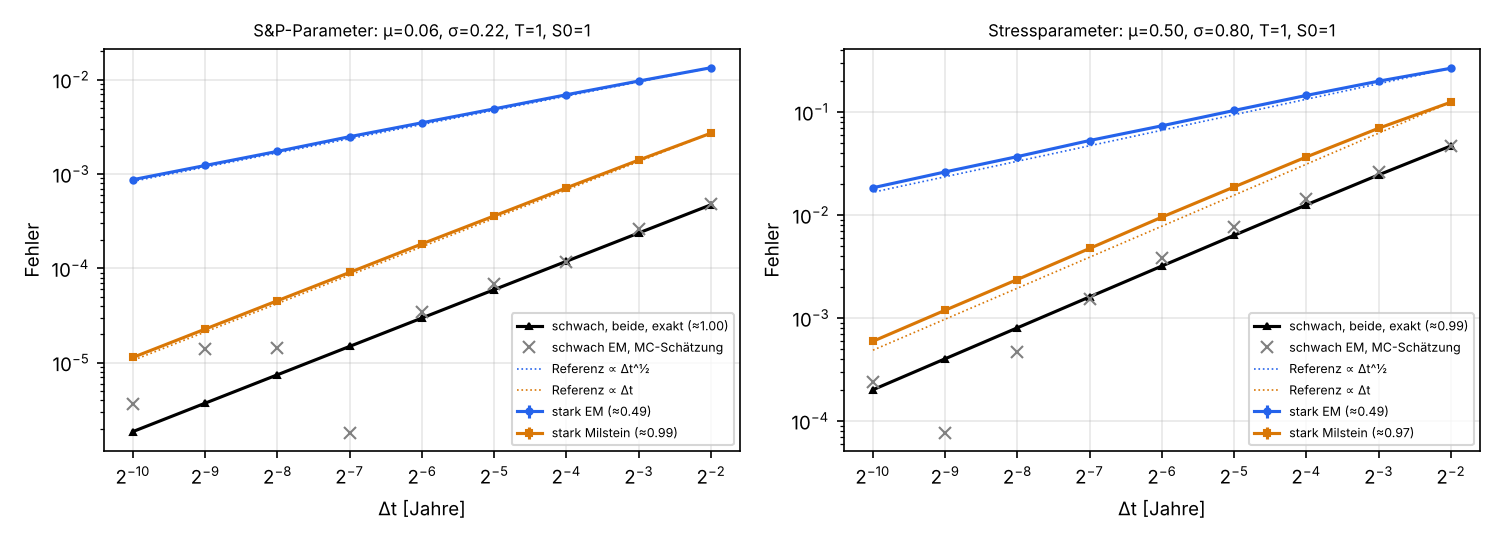 S&P-Parameter: μ=0.06, σ=0.22, T=1, S0=1
Fehler
10⁻²
10⁻³
10⁻⁴
10⁻⁵
schwach, beide, exakt (≈1.00)
schwach EM, MC-Schätzung
Referenz ∝ Δt^½
Referenz ∝ Δt
stark EM (≈0.49)
stark Milstein (≈0.99)
2⁻¹⁰ 2⁻⁹ 2⁻⁸ 2⁻⁷ 2⁻⁶ 2⁻⁵ 2⁻⁴ 2⁻³ 2⁻²
Δt [Jahre]
Stressparameter: μ=0.50, σ=0.80, T=1, S0=1
Fehler
10⁻¹
10⁻²
10⁻³
10⁻⁴
schwach, beide, exakt (≈0.99)
schwach EM, MC-Schätzung
Referenz ∝ Δt^½
Referenz ∝ Δt
stark EM (≈0.49)
stark Milstein (≈0.97)
2⁻¹⁰ 2⁻⁹ 2⁻⁸ 2⁻⁷ 2⁻⁶ 2⁻⁵ 2⁻⁴ 2⁻³ 2⁻²
Δt [Jahre]